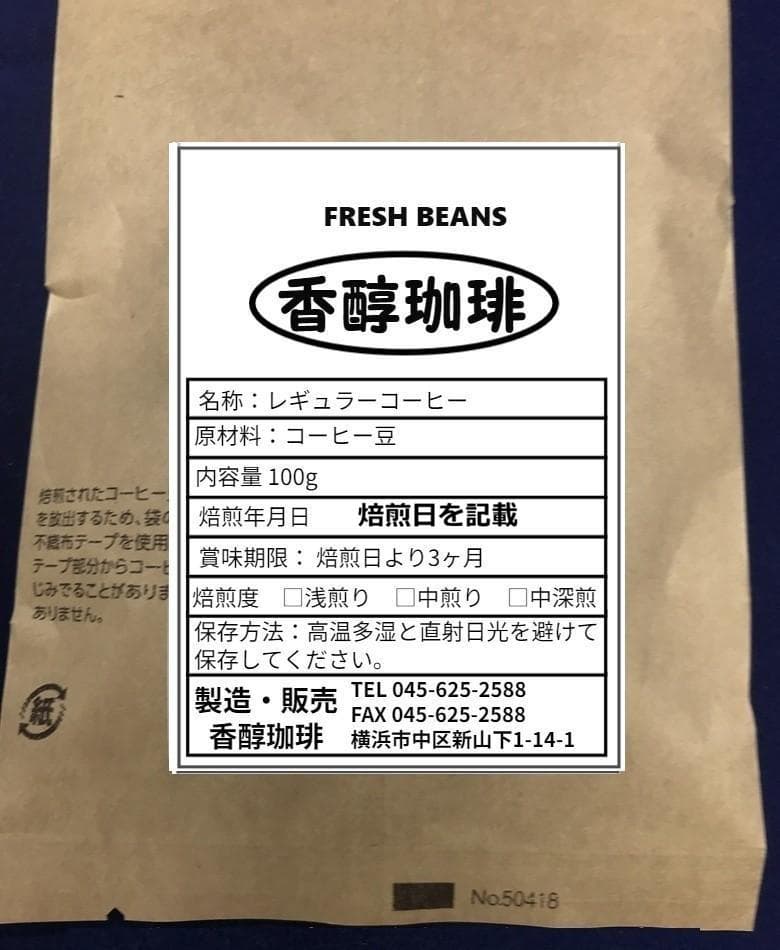 FRESH BEANS
香醇珈琲
名称：レギュラーコーヒー
原材料：コーヒー豆
内容量 100g
焙煎年月日 焙煎日を記載
賞味期限： 焙煎日より3ヶ月
焙煎度 □浅煎り □中煎り □中深煎
保存方法：高温多湿と直射日光を避けて
保存してください。
製造・販売
香醇珈琲
TEL 045-625-2588
FAX 045-625-2588
横浜市中区新山下1-14-1
焙煎されたコーヒー
を放出するため、袋の
不織布テープを使用
テープ部分からコーヒ
じみでることがありま
ありません。
紙
No.50418